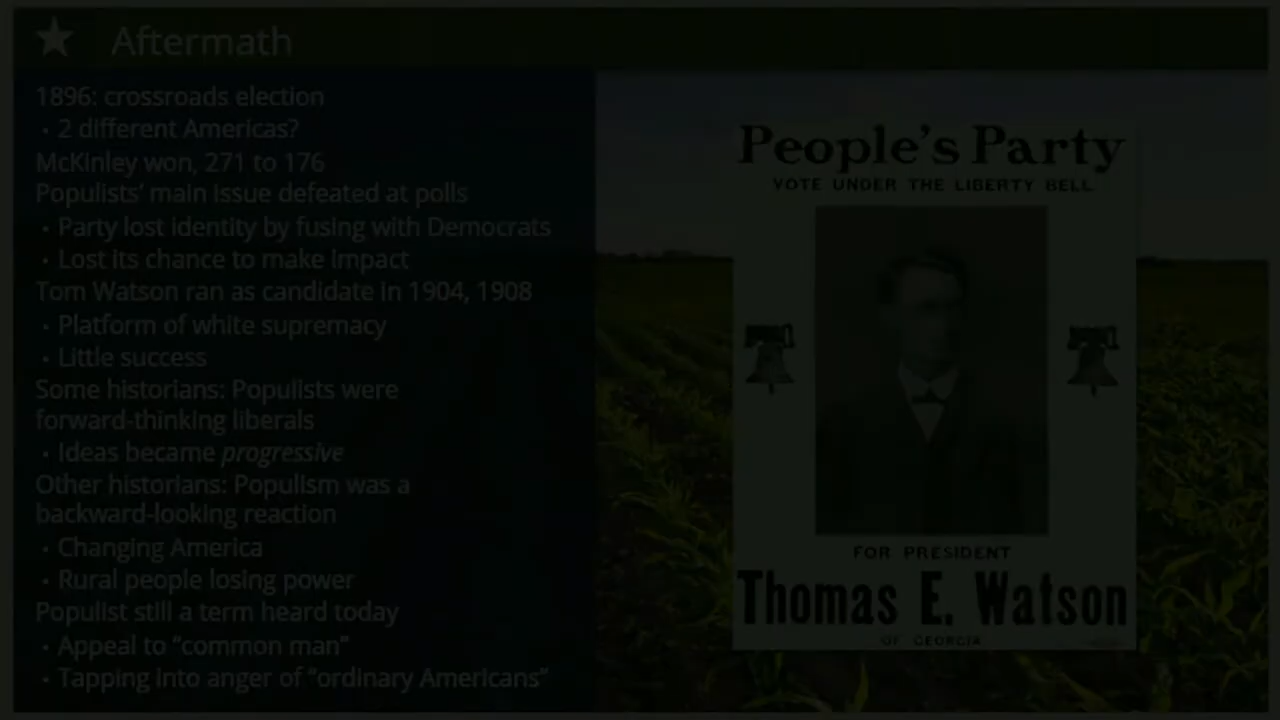 Aftermath
1896: crossroads election
• 2 different Americas?
McKinley won, 271 to 176
Populists' main issue defeated at polls
• Party lost identity by fusing with Democrats
• Lost its chance to make impact
Tom Watson ran as candidate in 1904, 1908
• Platform of white supremacy
• Little success
Some historians: Populists were
forward-thinking liberals
• Ideas became progressive
Other historians: Populism was a
backward-looking reaction
• Changing America
• Rural people losing power
Populist still a term heard today
• Appeal to “common man”
• Tapping into anger of “ordinary Americans”
People's Party
VOTE UNDER THE LIBERTY BELL
FOR PRESIDENT
Thomas E. Watson
OF GEORGIA